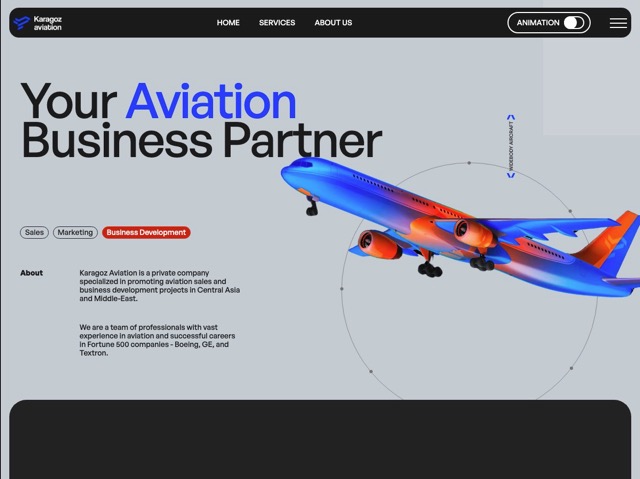 Karagoz
aviation
HOME
SERVICES
ABOUT US
ANIMATION
Your Aviation
Business Partner
WIDEBODY AIRCRAFT
Sales
Marketing
Business Development
About
Karagoz Aviation is a private company
specialized in promoting aviation sales and
business development projects in Central Asia
and Middle-East.
We are a team of professionals with vast
experience in aviation and successful careers
in Fortune 500 companies - Boeing, GE, and
Textron.